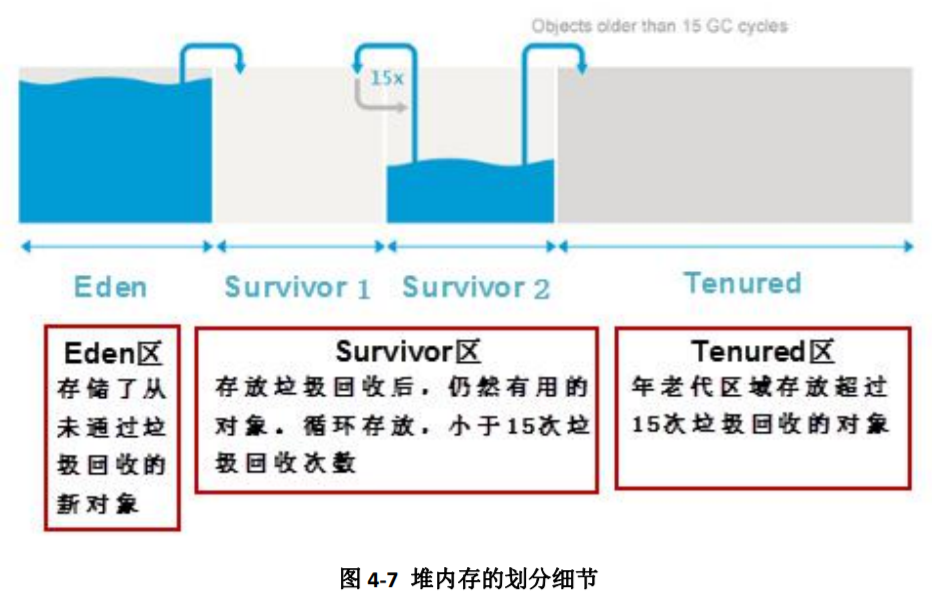 Objects older than 15 GC cycles
15x
Eden
Survivor 1
Survivor 2
Tenured
Eden区
存储了从
未通过垃
圾回收的
新对象
Survivor区
存放垃圾回收后，仍然有用的
对象。循环存放，小于15次垃
圾回收次数
Tenured区
年老代区域存放超过
15次垃圾回收的对象
图 4-7 堆内存的划分细节